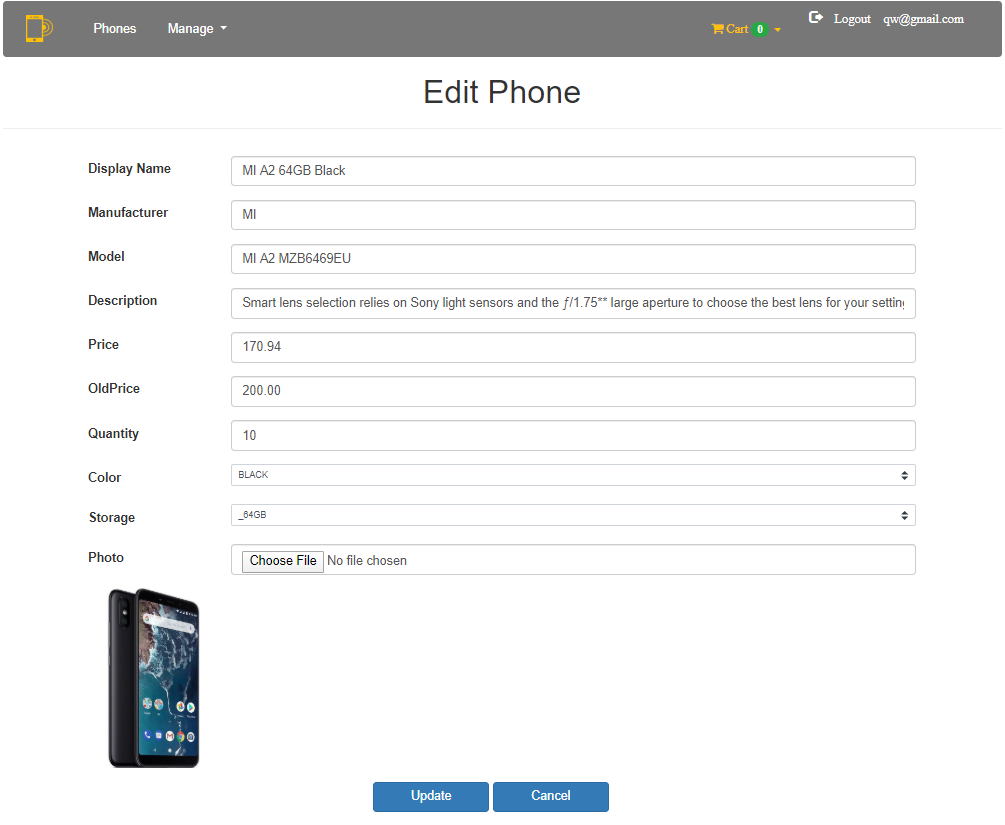 Phones Manage Cart 0 Logout qw@gmail.com
Edit Phone
Display Name MI A2 64GB Black
Manufacturer MI
Model MI A2 MZB6469EU
Description Smart lens selection relies on Sony light sensors and the ƒ/1.75** large aperture to choose the best lens for your setting
Price 170.94
OldPrice 200.00
Quantity 10
Color BLACK
Storage _64GB
Photo Choose File No file chosen
Update Cancel